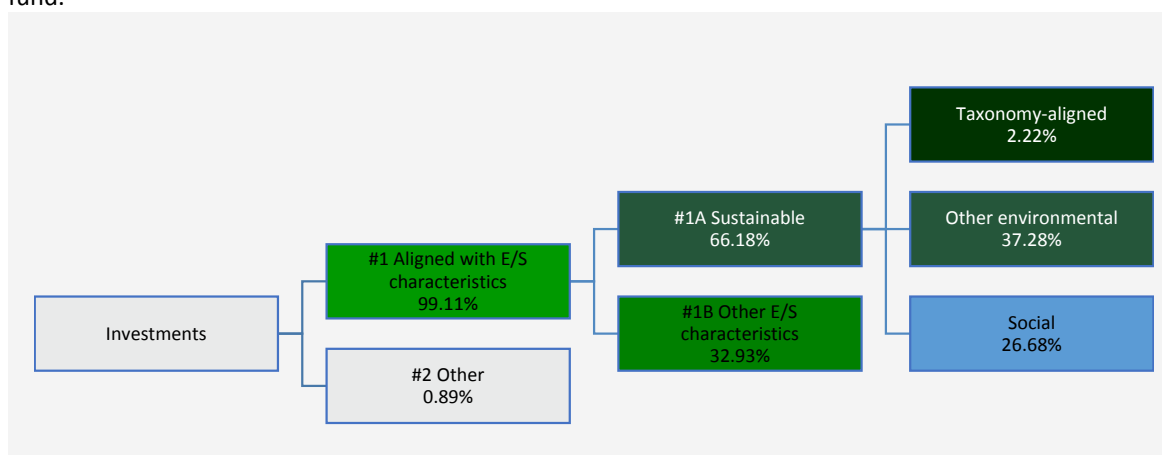 fund.
Taxonomy-aligned
2.22%
#1A Sustainable
66.18%
Other environmental
37.28%
#1 Aligned with E/S
characteristics
99.11%
Investments
#1B Other E/S
characteristics
32.93%
Social
26.68%
#2 Other
0.89%